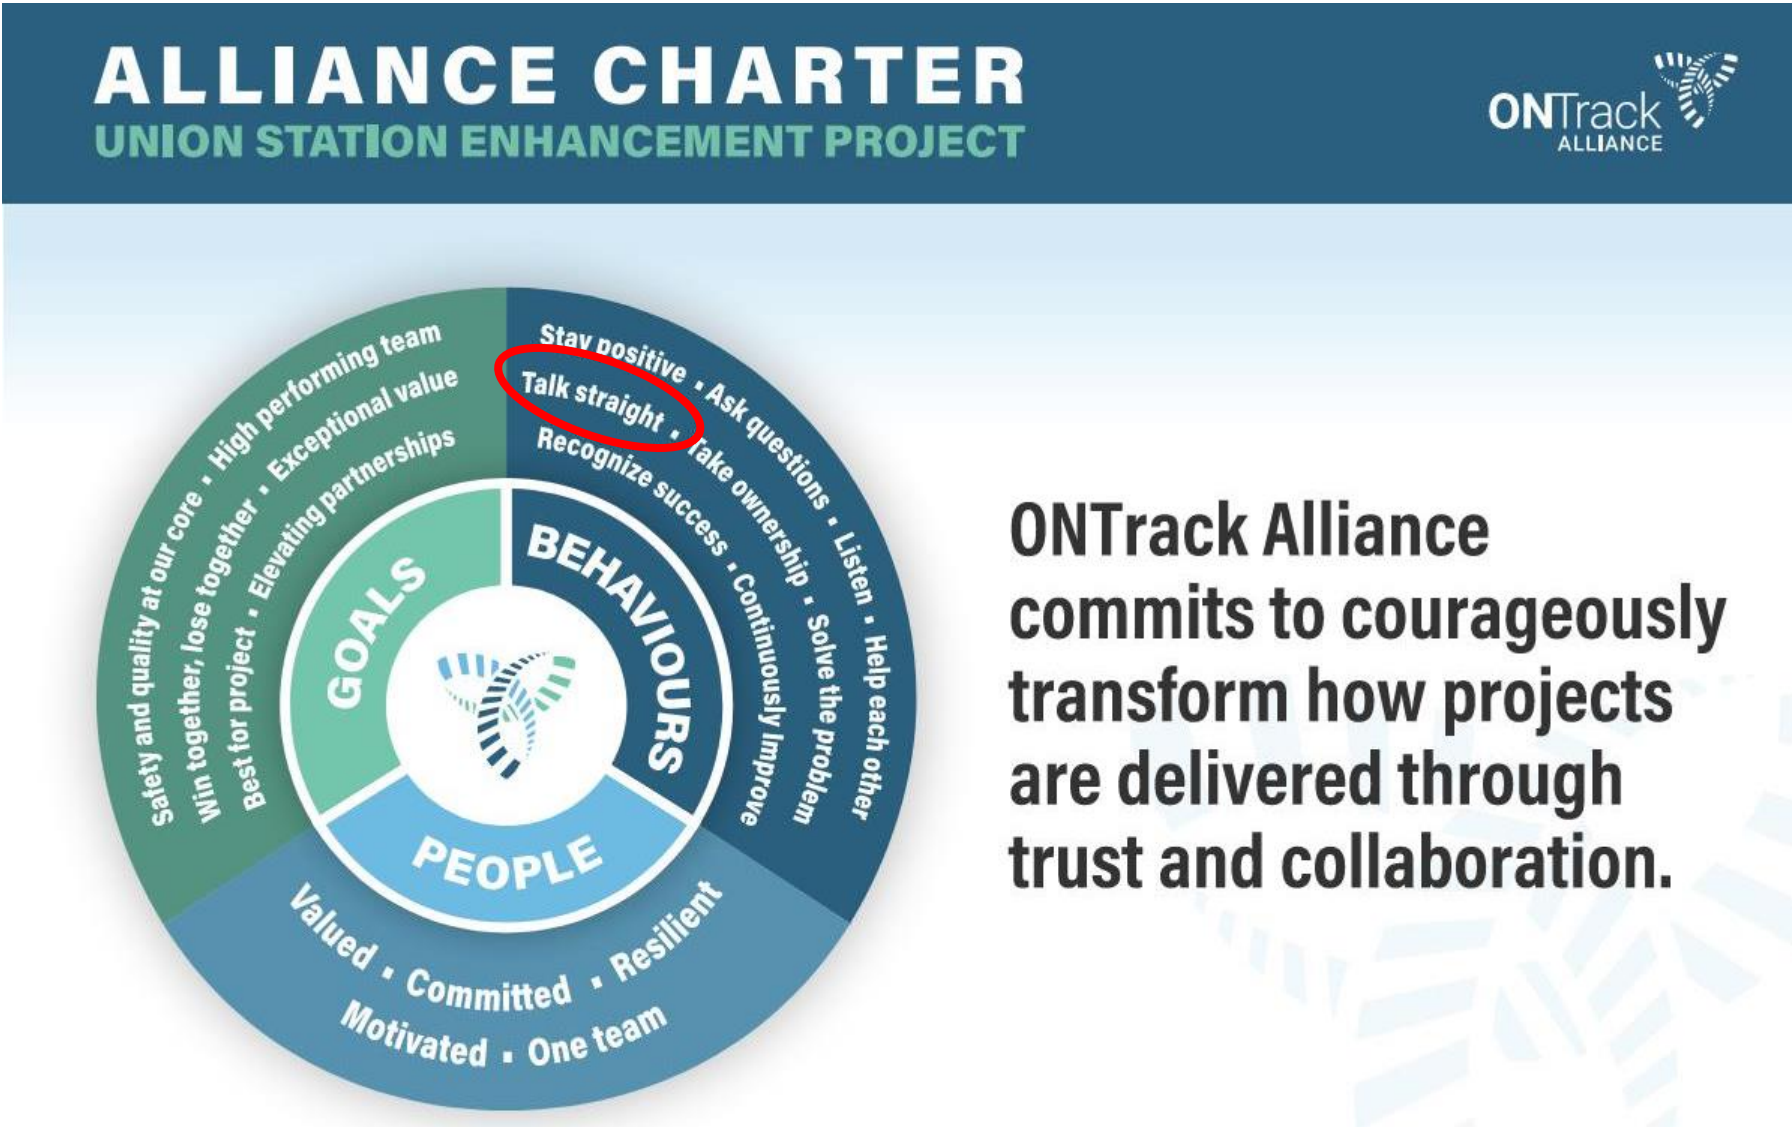 ALLIANCE CHARTER
UNION STATION ENHANCEMENT PROJECT
ONTrack
ALLIANCE
Safety and quality at our core ▪ High performing team
Win together, lose together ▪ Exceptional value
Best for project ▪ Elevating partnerships
GOALS
Stay positive ▪ Ask questions ▪ Listen ▪ Help each other
Talk straight ▪ Take ownership ▪ Solve the problem
Recognize success ▪ Continuously Improve
BEHAVIOURS
PEOPLE
Valued ▪ Committed ▪ Resilient
Motivated ▪ One team
ONTrack Alliance
commits to courageously
transform how projects
are delivered through
trust and collaboration.